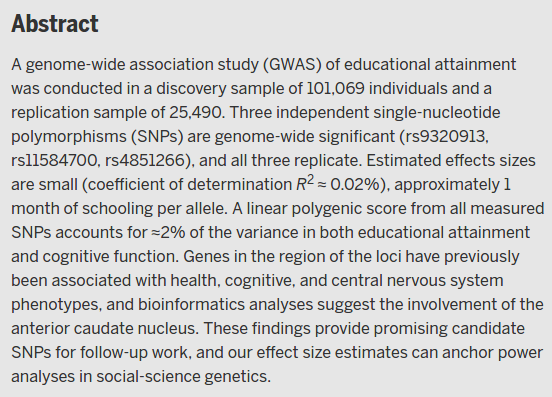 Abstract
A genome-wide association study (GWAS) of educational attainment
was conducted in a discovery sample of 101,069 individuals and a
replication sample of 25,490. Three independent single-nucleotide
polymorphisms (SNPs) are genome-wide significant (rs9320913,
rs11584700, rs4851266), and all three replicate. Estimated effects sizes
are small (coefficient of determination R² ≈ 0.02%), approximately 1
month of schooling per allele. A linear polygenic score from all measured
SNPs accounts for ≈2% of the variance in both educational attainment
and cognitive function. Genes in the region of the loci have previously
been associated with health, cognitive, and central nervous system
phenotypes, and bioinformatics analyses suggest the involvement of the
anterior caudate nucleus. These findings provide promising candidate
SNPs for follow-up work, and our effect size estimates can anchor power
analyses in social-science genetics.